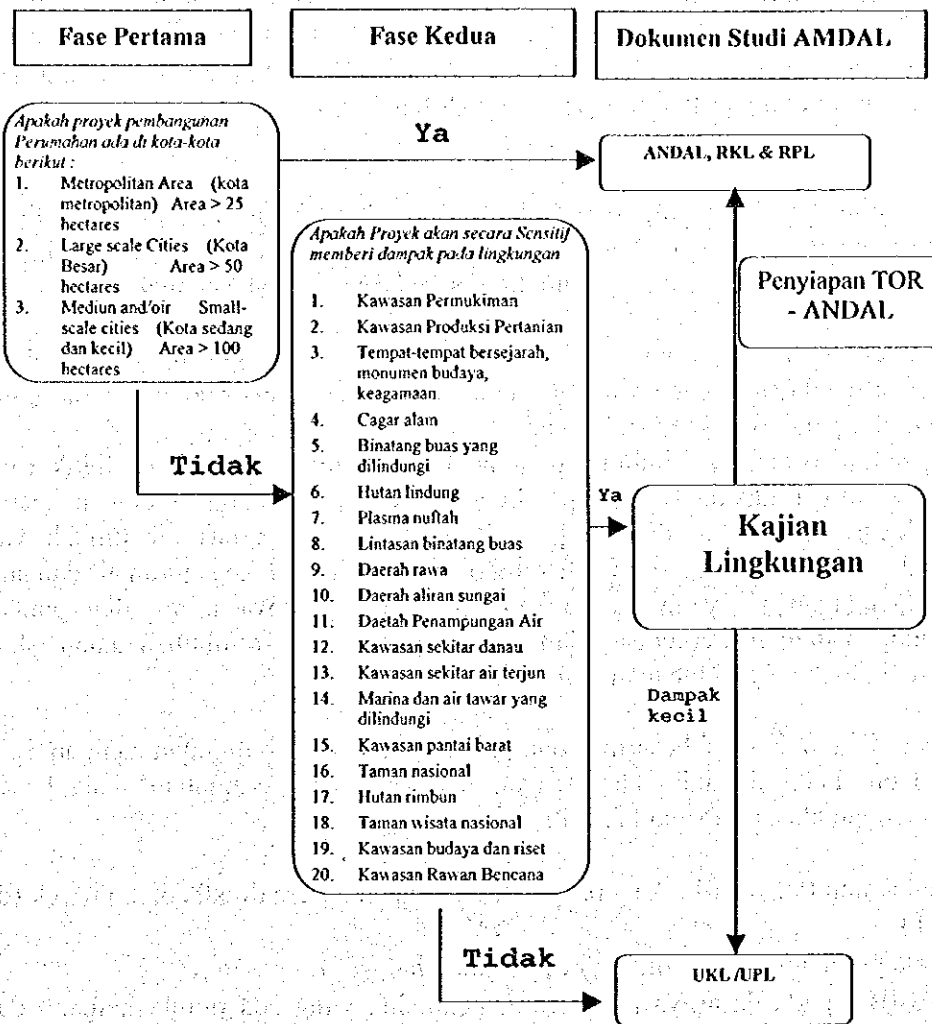 Fase Pertama
Fase Kedua
Dokumen Studi AMDAL
Apakah proyek pembangunan
Perumahan ada di kota-kota
berikut :
1. Metropolitan Area (kota
metropolitan) Area > 25
hectares
2. Large scale Cities (Kota
Besar) Area > 50
hectares
3. Mediun and/oir Small-
scale cities (Kota sedang
dan kecil) Area > 100
hectares
Ya
ANDAL, RKL & RPL
Tidak
Apakah Proyek akan secara Sensitif
memberi dampak pada lingkungan
1. Kawasan Permukiman
2. Kawasan Produksi Pertanian
3. Tempat-tempat bersejarah,
monumen budaya,
keagamaan
4. Cagar alam
5. Binatang buas yang
dilindungi
6. Hutan lindung
7. Plasma nuftah
8. Lintasan binatang buas
9. Daerah rawa
10. Daerah aliran sungai
11. Daetah Penampungan Air
12. Kawasan sekitar danau
13. Kawasan sekitar air terjun
14. Marina dan air tawar yang
dilindungi
15. Kawasan pantai barat
16. Taman nasional
17. Hutan rimbun
18. Taman wisata nasional
19. Kawasan budaya dan riset
20. Kawasan Rawan Bencana
Penyiapan TOR
- ANDAL
Ya
Kajian
Lingkungan
Dampak
kecil
Tidak
UKL/UPL